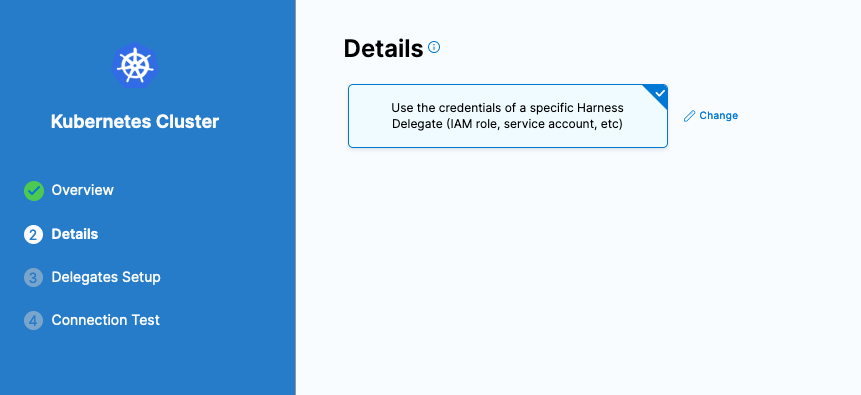 Kubernetes Cluster
Overview
2 Details
3 Delegates Setup
4 Connection Test
Details
Use the credentials of a specific Harness
Delegate (IAM role, service account, etc)
Change